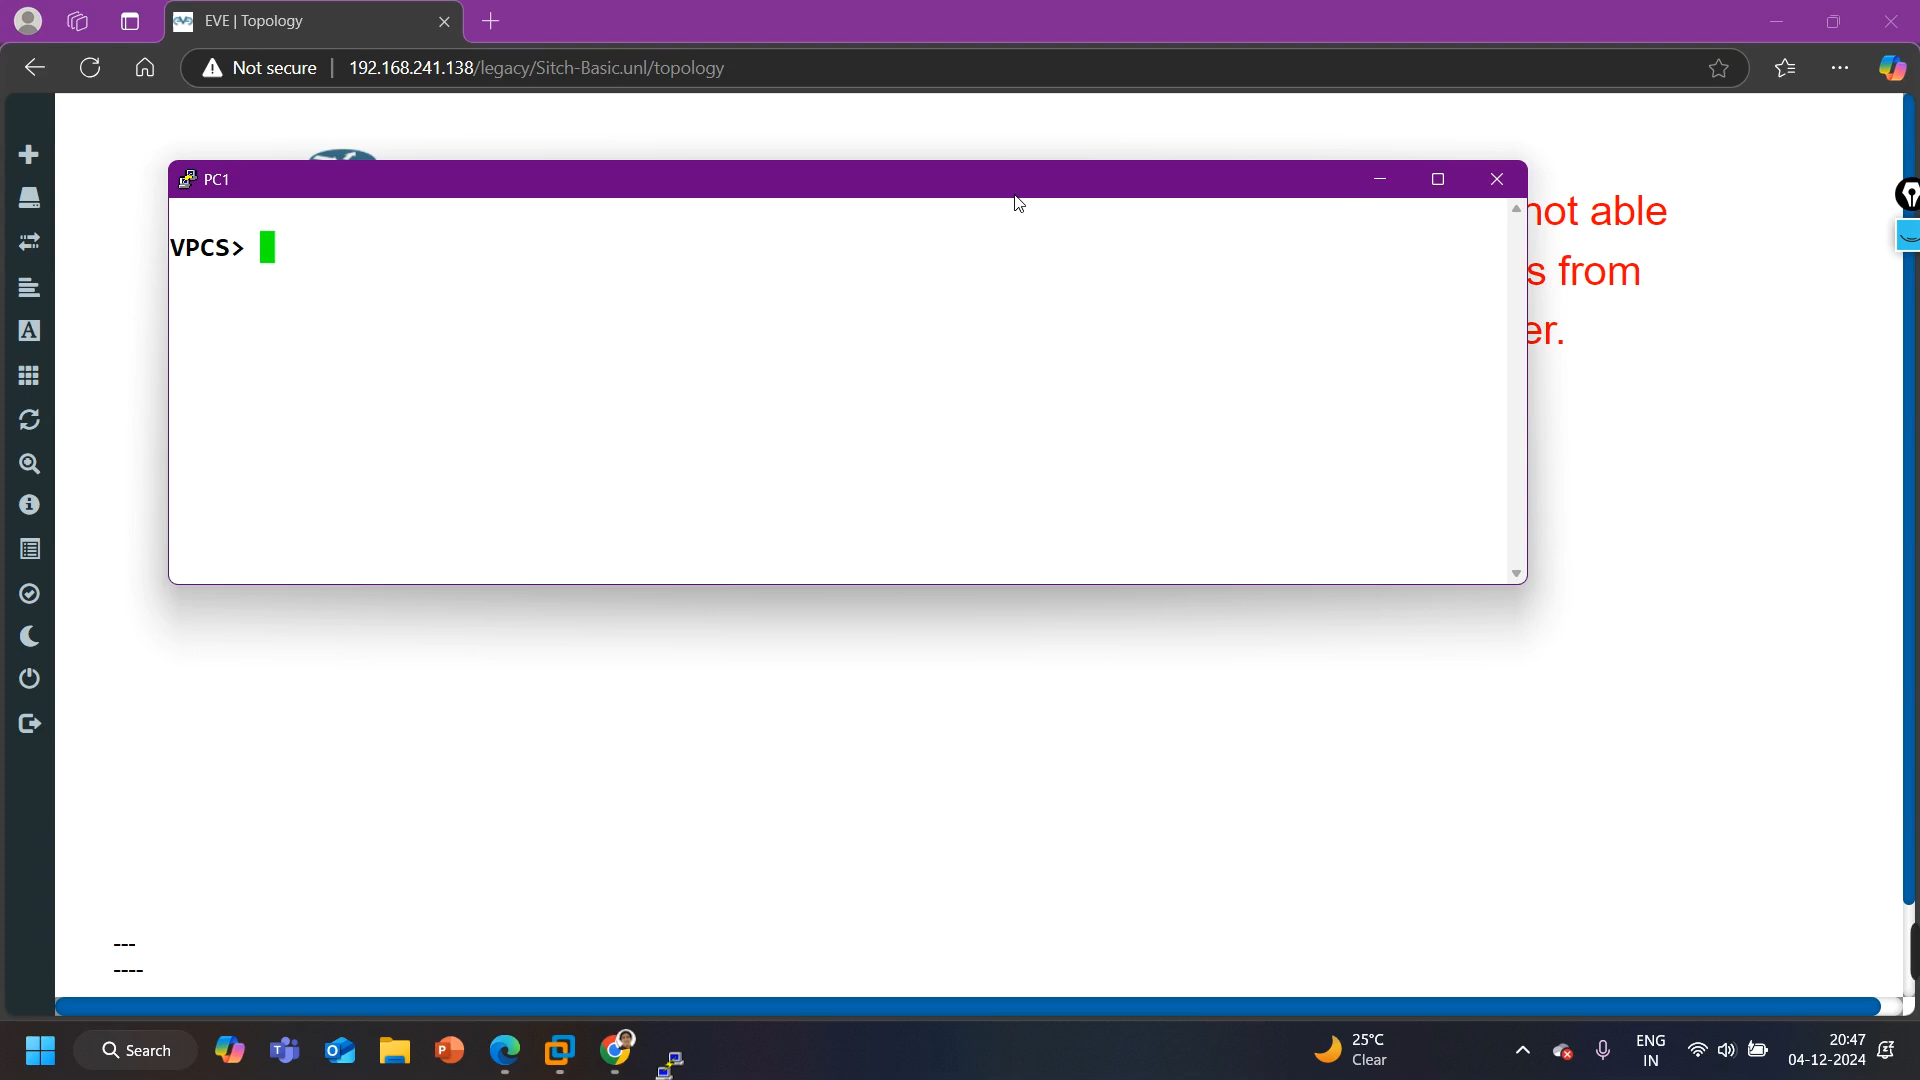 EVE | Topology
Not secure
192.168.241.138/legacy/Sitch-Basic.unl/topology
PC1
not able
VPCS>
s from
er.
---
----
Search
25°C
Clear
ENG
IN
20:47
04-12-2024